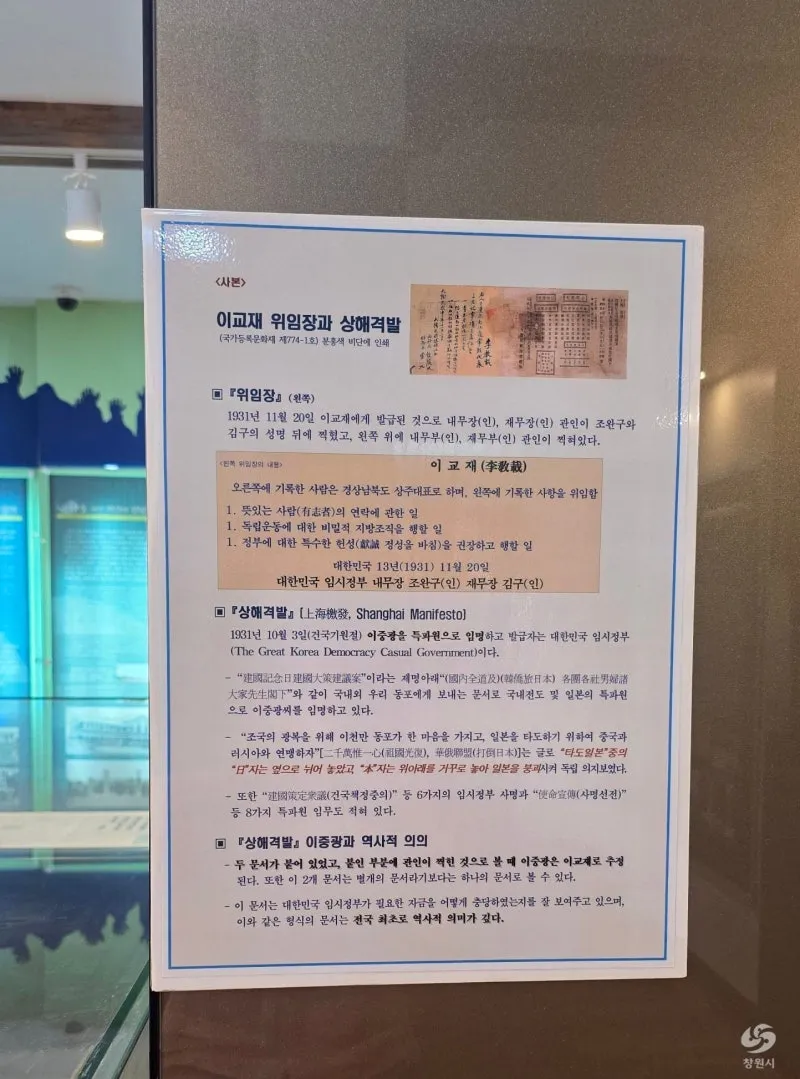 <사본>
이교재 위임장과 상해격발
(국가등록문화재 제774-1호) 분홍색 비단에 인쇄
▣ 『위임장』 (왼쪽)
1931년 11월 20일 이교재에게 발급된 것으로 내무장(인), 재무장(인) 관인이 조완구와
김구의 성명 뒤에 찍혔고, 왼쪽 위에 내무부(인), 재무부(인) 관인이 찍혀있다.
<왼쪽 위임장의 내용>
이 교 재 (李敎載)
오른쪽에 기록한 사람은 경상남북도 상주대표로 하며, 왼쪽에 기록한 사항을 위임함
1. 뜻있는 사람(有志者)의 연락에 관한 일
1. 독립운동에 대한 비밀적 지방조직을 행할 일
1. 정부에 대한 특수한 헌성(獻誠 정성을 바침)을 권장하고 행할 일
대한민국 13년(1931) 11월 20일
대한민국 임시정부 내무장 조완구(인) 재무장 김구(인)
▣ 『상해격발』 [上海檄發, Shanghai Manifesto]
1931년 10월 3일(건국기원절) 이중광을 특파원으로 임명하고 발급자는 대한민국 임시정부
(The Great Korea Democracy Casual Government)이다.
- “建國記念日建國大策建議案”이라는 제명아래“(國內全道及)(韓僑旅日本) 各團各社男婦諸
大家先生閣下”와 같이 국내외 우리 동포에게 보내는 문서로 국내전도 및 일본의 특파원
으로 이중광씨를 임명하고 있다.
- “조국의 광복을 위해 이천만 동포가 한 마음을 가지고, 일본을 타도하기 위하여 중국과
러시아와 연맹하자”[二千萬惟一心(祖國光復), 華俄聯盟(打倒日本)]는 글로 “타도일본”중의
“日”자는 옆으로 뉘어 놓았고, “本”자는 위아래를 거꾸로 놓아 일본을 붕괴시켜 독립 의지보였다.
- 또한 “建國策定衆議(건국책정중의)” 등 6가지의 임시정부 사명과 “使命宣傳(사명선전)”
등 8가지 특파원 임무도 적혀 있다.
▣ 『상해격발』 이중광과 역사적 의의
- 두 문서가 붙어 있었고, 붙인 부분에 관인이 찍힌 것으로 볼 때 이중광은 이교재로 추정
된다. 또한 이 2개 문서는 별개의 문서라기보다는 하나의 문서로 볼 수 있다.
- 이 문서는 대한민국 임시정부가 필요한 자금을 어떻게 충당하였는지를 잘 보여주고 있으며,
이와 같은 형식의 문서는 전국 최초로 역사적 의미가 깊다.
창원시